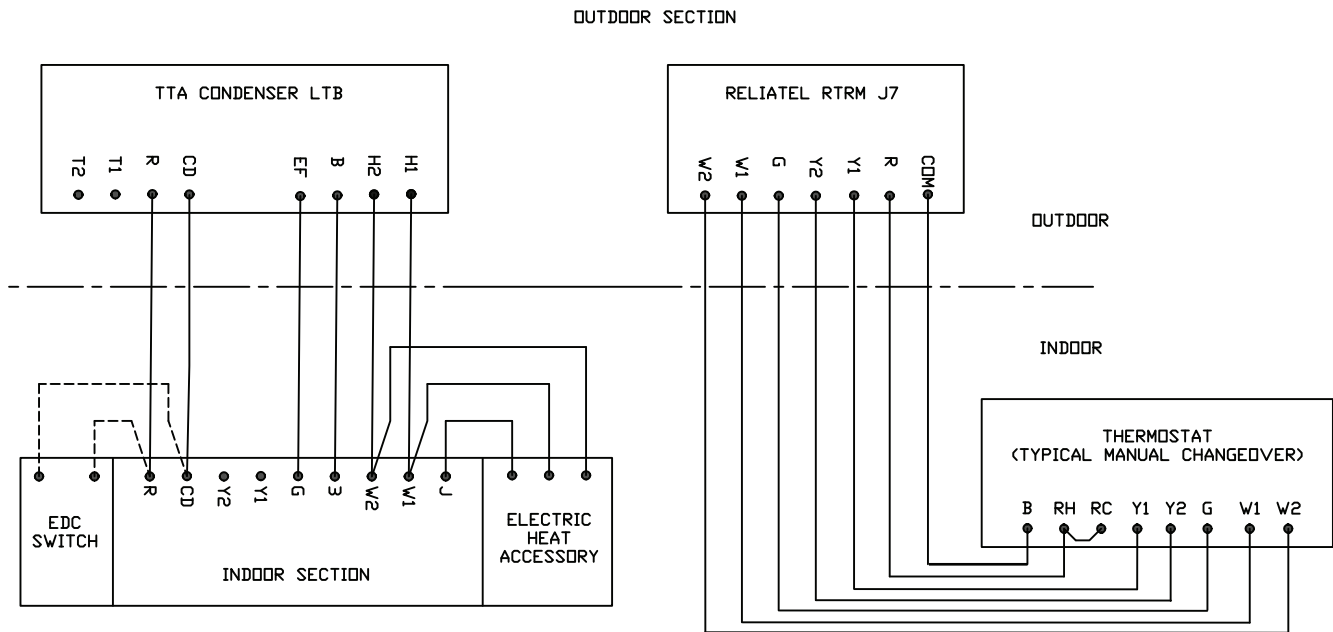 OUTDOOR SECTION
TTA CONDENSER LTB
T2 T1 R CD EF B H2 H1
RELIATEL RTRM J7
W2 W1 G Y2 Y1 R COM
OUTDOOR
INDOOR
THERMOSTAT
(TYPICAL MANUAL CHANGEOVER)
B RH RC Y1 Y2 G W1 W2
R CD Y2 Y1 G 3 W2 W1 J
EDC
SWITCH
INDOOR SECTION
ELECTRIC
HEAT
ACCESSORY